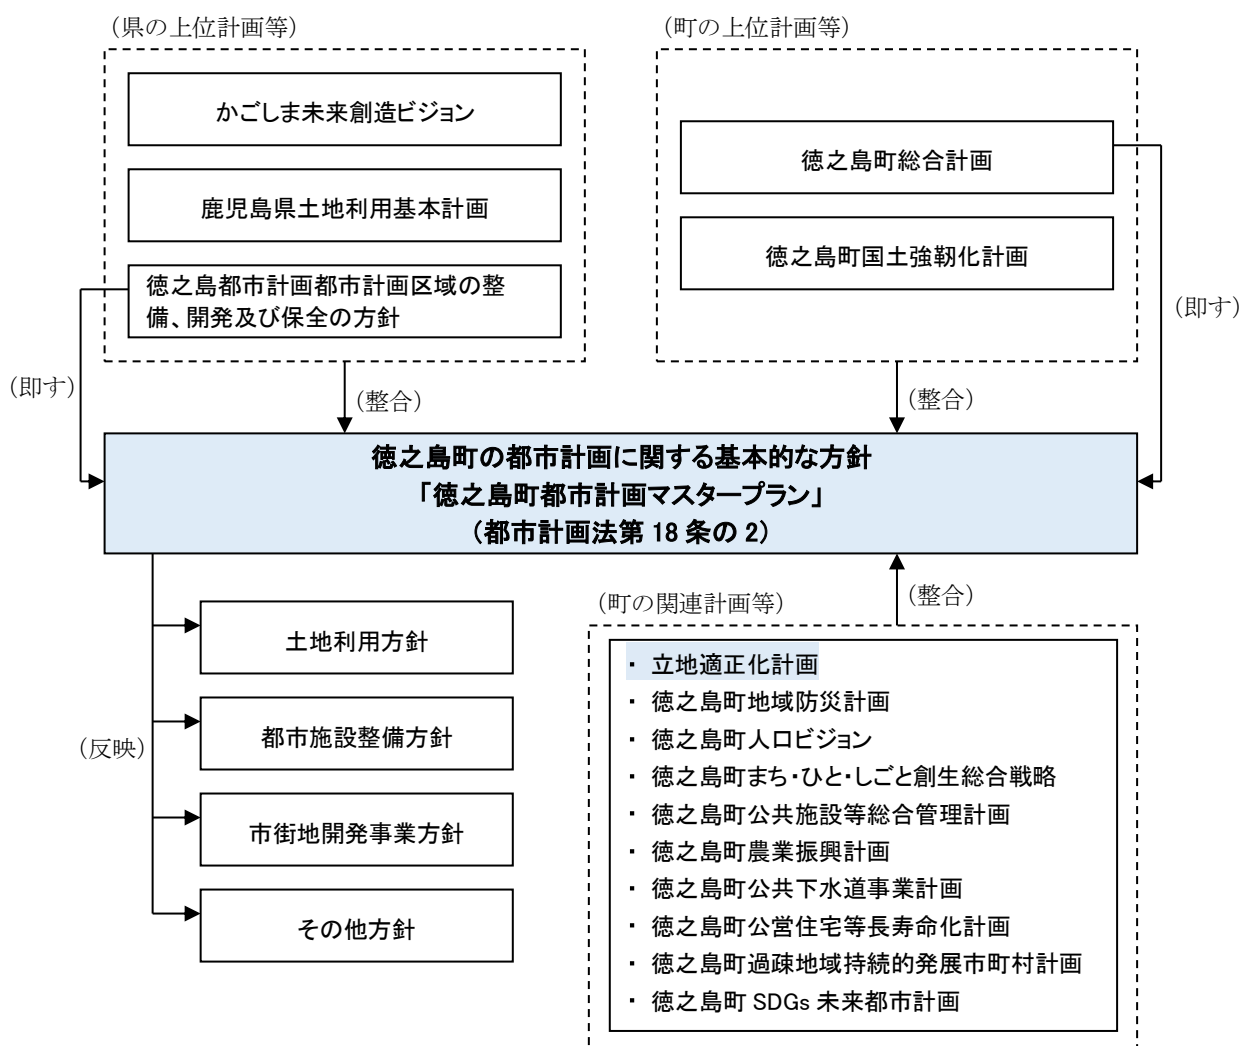 （県の上位計画等）
かごしま未来創造ビジョン
鹿児島県土地利用基本計画
徳之島都市計画都市計画区域の整
備、開発及び保全の方針
（町の上位計画等）
徳之島町総合計画
徳之島町国土強靭化計画
（即す）
（整合）
（整合）
（即す）
徳之島町の都市計画に関する基本的な方針
「徳之島町都市計画マスタープラン」
（都市計画法第 18 条の 2）
（反映）
土地利用方針
都市施設整備方針
市街地開発事業方針
その他方針
（整合）
（町の関連計画等）
・ 立地適正化計画
・ 徳之島町地域防災計画
・ 徳之島町人口ビジョン
・ 徳之島町まち・ひと・しごと創生総合戦略
・ 徳之島町公共施設等総合管理計画
・ 徳之島町農業振興計画
・ 徳之島町公共下水道事業計画
・ 徳之島町公営住宅等長寿命化計画
・ 徳之島町過疎地域持続的発展市町村計画
・ 徳之島町 SDGs 未来都市計画